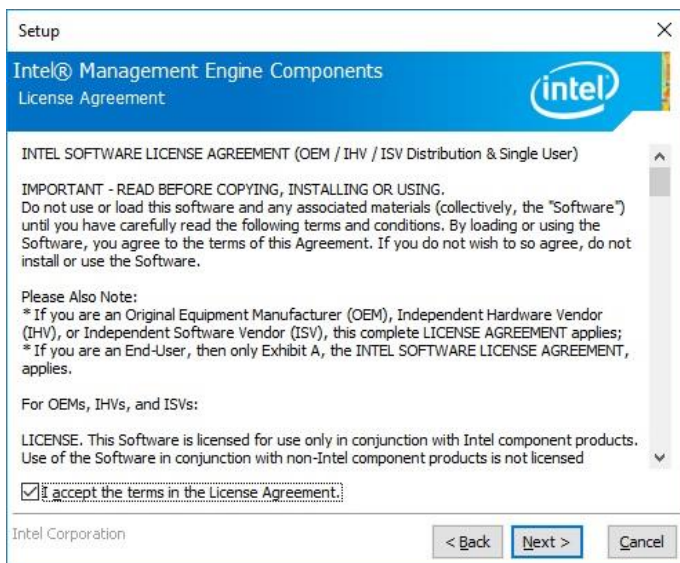 Setup
Intel® Management Engine Components
License Agreement
intel
INTEL SOFTWARE LICENSE AGREEMENT (OEM / IHV / ISV Distribution & Single User)
IMPORTANT - READ BEFORE COPYING, INSTALLING OR USING.
Do not use or load this software and any associated materials (collectively, the "Software")
until you have carefully read the following terms and conditions. By loading or using the
Software, you agree to the terms of this Agreement. If you do not wish to so agree, do not
install or use the Software.
Please Also Note:
* If you are an Original Equipment Manufacturer (OEM), Independent Hardware Vendor
(IHV), or Independent Software Vendor (ISV), this complete LICENSE AGREEMENT applies;
* If you are an End-User, then only Exhibit A, the INTEL SOFTWARE LICENSE AGREEMENT,
applies.
For OEMs, IHVs, and ISVs:
LICENSE. This Software is licensed for use only in conjunction with Intel component products.
Use of the Software in conjunction with non-Intel component products is not licensed
I accept the terms in the License Agreement.
Intel Corporation
< Back
Next >
Cancel